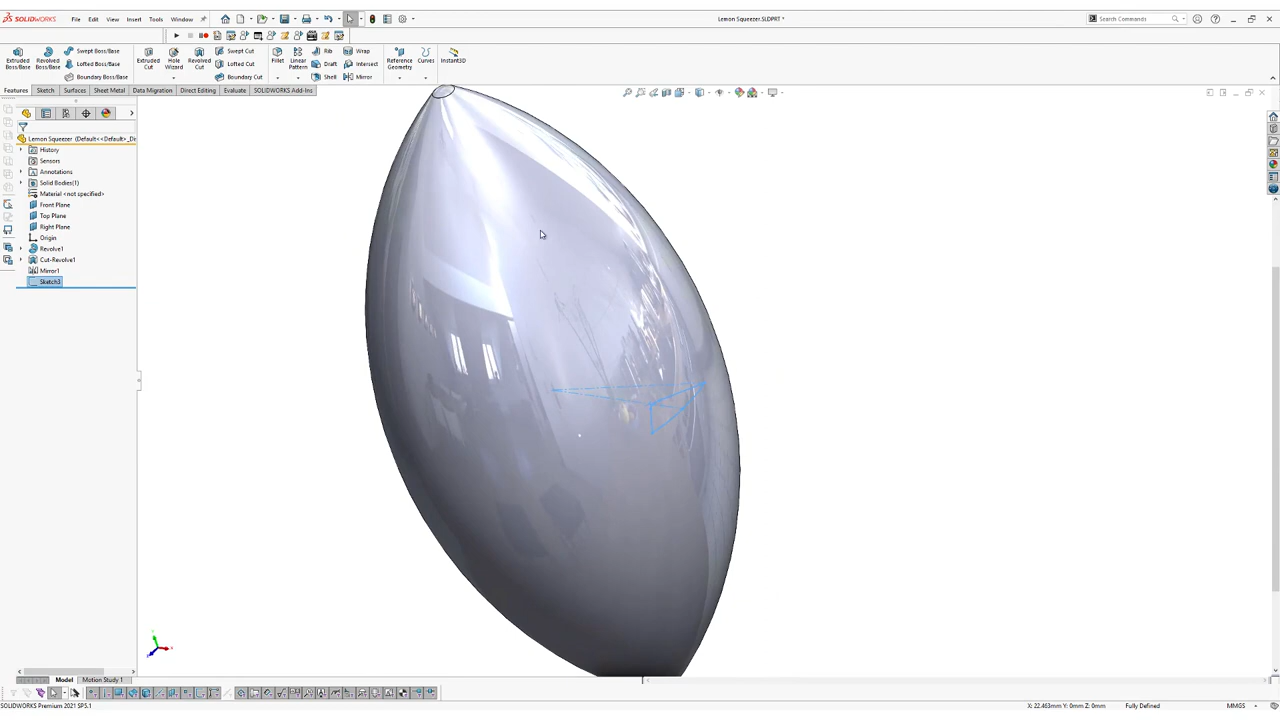 SOLIDWORKS File Edit View Insert Tools Window Lemon Squeezer.SLDPRT * Search Commands
Extruded Boss/Base Revolved Boss/Base Swept Boss/Base Lofted Boss/Base Boundary Boss/Base Extruded Cut Hole Wizard Revolved Cut Swept Cut Lofted Cut Boundary Cut Fillet Linear Pattern Rib Draft Shell Wrap Intersect Mirror Reference Geometry Curves Instant3D
Features Sketch Surfaces Sheet Metal Data Migration Direct Editing Evaluate SOLIDWORKS Add-Ins
Lemon Squeezer (Default<<Default>_Di
History
Sensors
Annotations
Solid Bodies(1)
Material <not specified>
Front Plane
Top Plane
Right Plane
Origin
Revolve1
Cut-Revolve1
Mirror1
Sketch3
Model Motion Study 1
SOLIDWORKS Premium 2021 SP5.1 X: 22.463mm Y: 0mm Z: 0mm Fully Defined MMGS